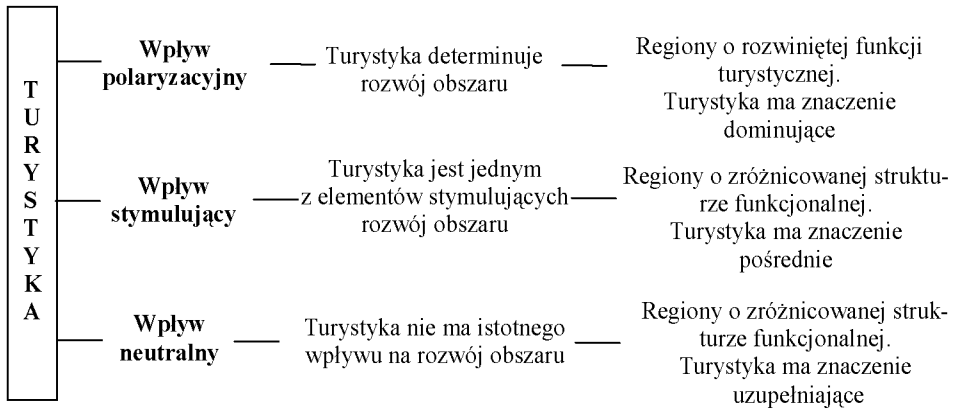 TURYSTYKA
Wpływ
polaryzacyjny
Turystyka determinuje
rozwój obszaru
Regiony o rozwiniętej funkcji
turystycznej.
Turystyka ma znaczenie
dominujące
Wpływ
stymulujący
Turystyka jest jednym
z elementów stymulujących
rozwój obszaru
Regiony o zróżnicowanej struktu-
rze funkcjonalnej.
Turystyka ma znaczenie
pośrednie
Wpływ
neutralny
Turystyka nie ma istotnego
wpływu na rozwój obszaru
Regiony o zróżnicowanej struk-
turze funkcjonalnej.
Turystyka ma znaczenie
uzupełniające